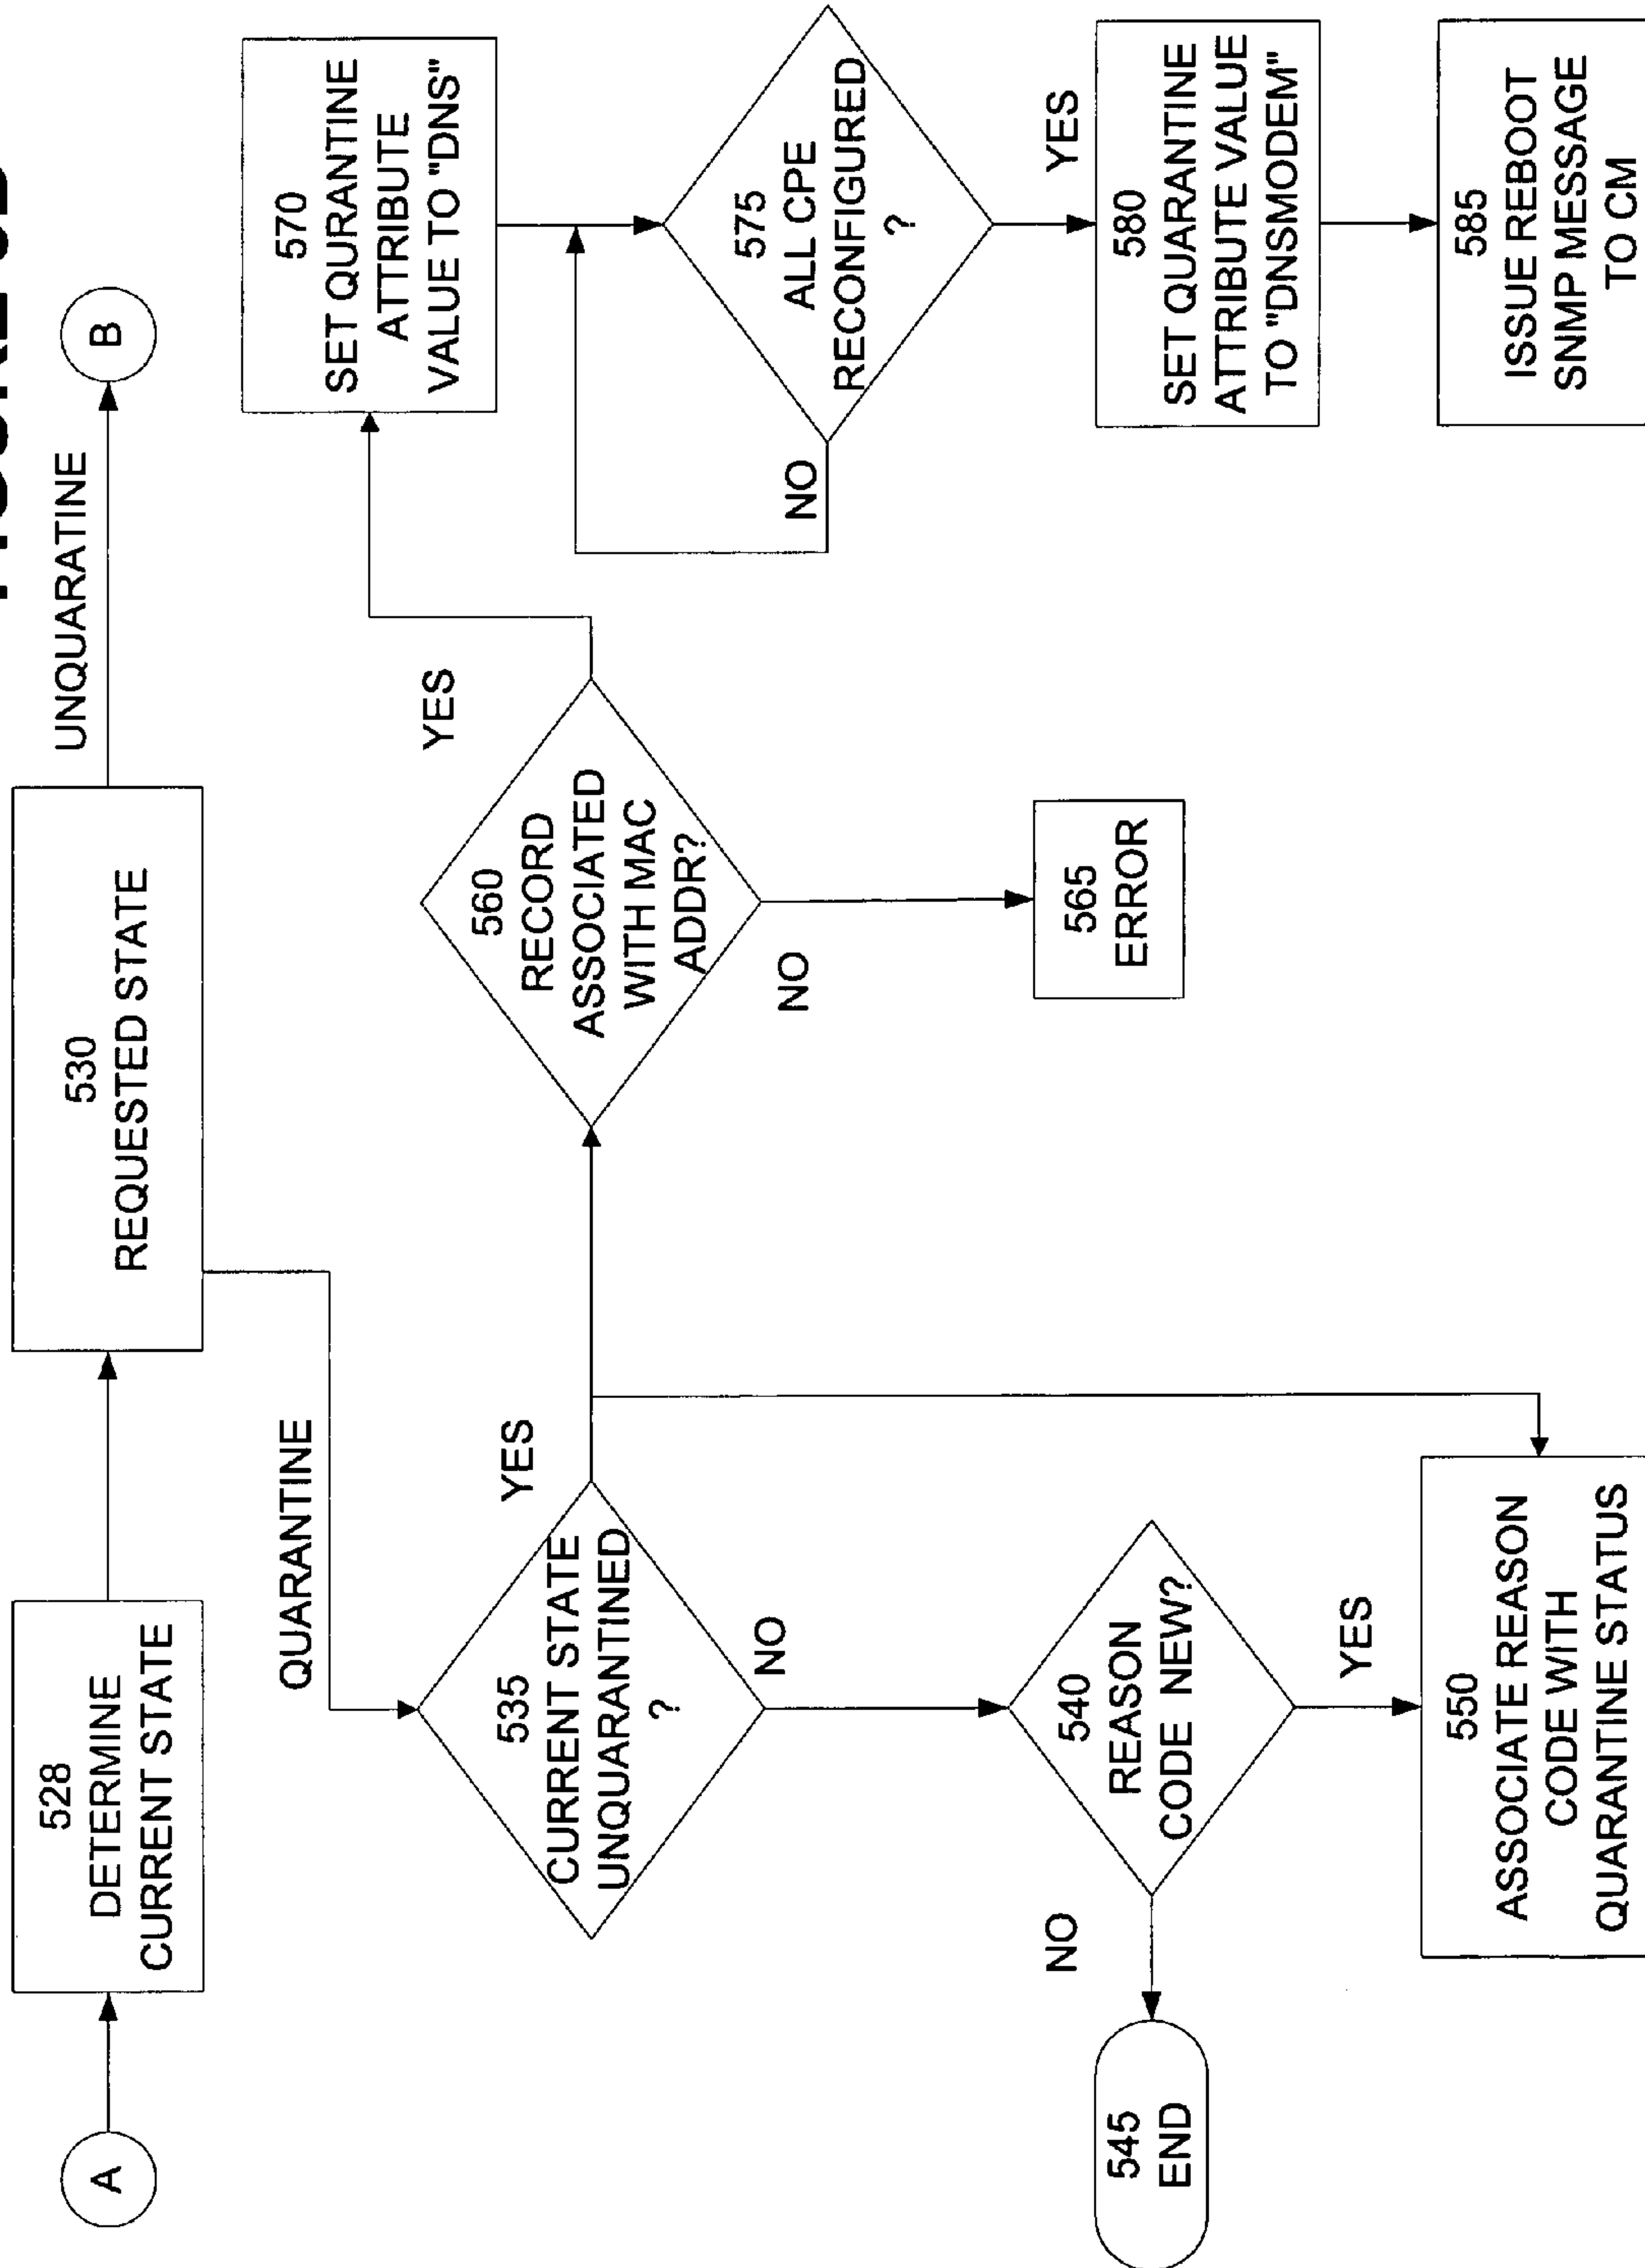 A
528
DETERMINE
CURRENT STATE
530
REQUESTED STATE
UNQUARATINE
B
QUARANTINE
535
CURRENT STATE
UNQUARANTINED
?
YES
NO
540
REASON
CODE NEW?
NO
545
END
YES
550
ASSOCIATE REASON
CODE WITH
QUARANTINE STATUS
560
RECORD
ASSOCIATED
WITH MAC
ADDR?
YES
NO
565
ERROR
570
SET QURANTINE
ATTRIBUTE
VALUE TO "DNS"
575
ALL CPE
RECONFIGURED
?
NO
YES
580
SET QUARANTINE
ATTRIBUTE VALUE
TO "DNSMODEM"
585
ISSUE REBOOT
SNMP MESSAGE
TO CM